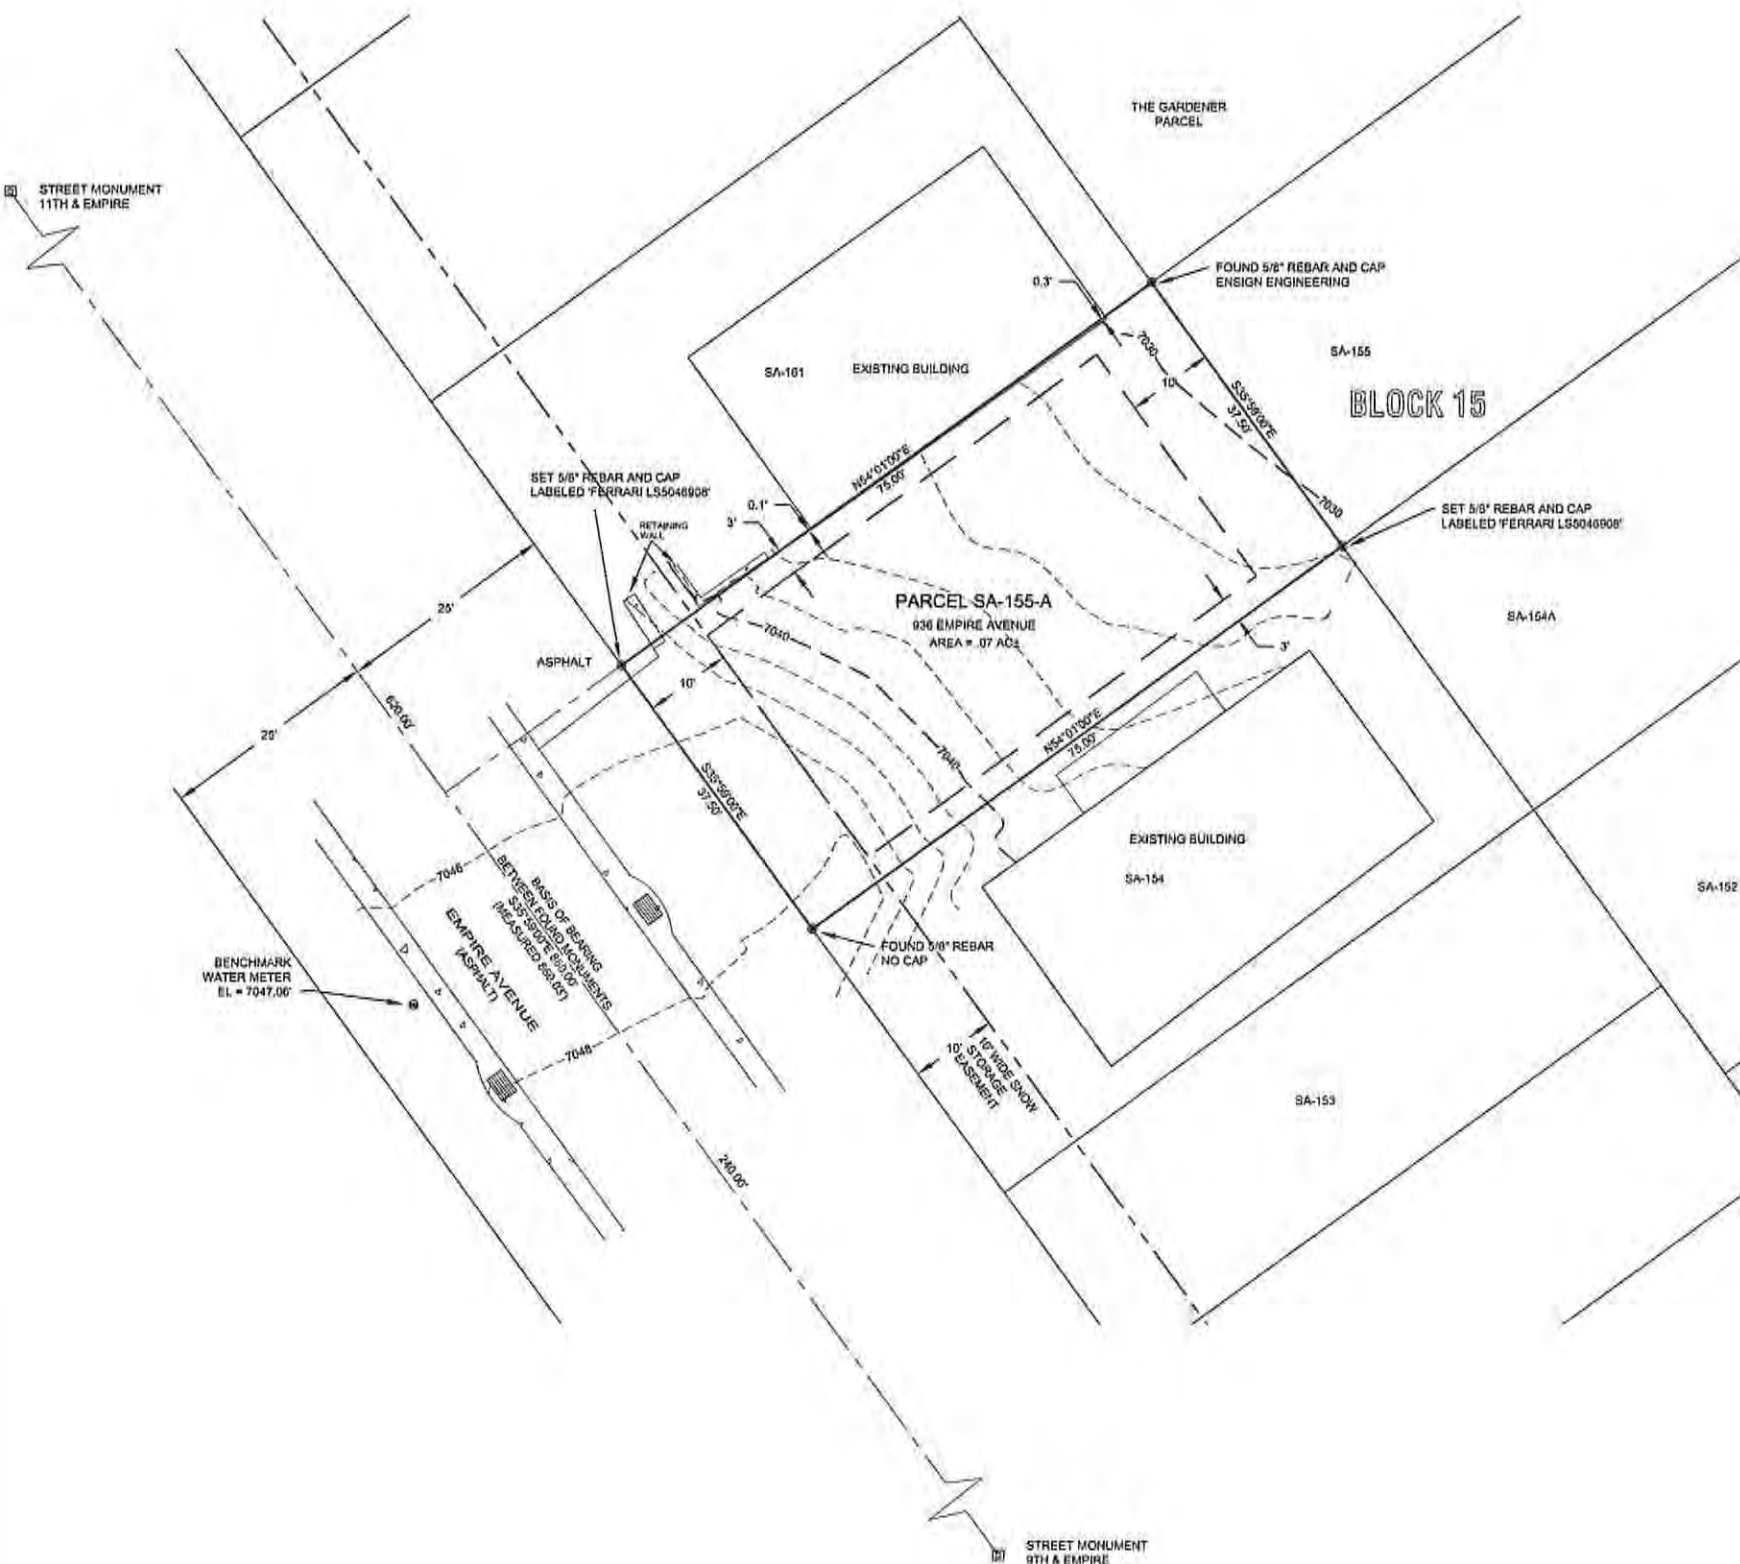 THE GARDENER
PARCEL
STREET MONUMENT
11TH & EMPIRE
FOUND 5/8" REBAR AND CAP
ENSIGN ENGINEERING
0.3'
7030
SA-155
SA-161
EXISTING BUILDING
10'
BLOCK 15
S35°59'00"E
37.50'
N54°01'00"E
75.00'
SET 5/8" REBAR AND CAP
LABELED 'FERRARI LS5046908'
0.1'
3'
RETAINING
WALL
7030
SET 5/8" REBAR AND CAP
LABELED 'FERRARI LS5046908'
PARCEL SA-155-A
936 EMPIRE AVENUE
AREA = .07 AC±
25'
7040
SA-154A
3'
ASPHALT
10'
620.00'
25'
N54°01'00"E
75.00'
7040
S35°59'00"E
37.50'
EXISTING BUILDING
SA-154
7046
BASIS OF BEARING
BETWEEN FOUND MONUMENTS
S35°59'00"E 860.00'
(MEASURED 860.03')
EMPIRE AVENUE
(ASPHALT)
SA-152
FOUND 5/8" REBAR
NO CAP
BENCHMARK
WATER METER
EL = 7047.06'
7048
10'
10' WIDE SNOW
STORAGE
EASEMENT
SA-153
240.00'
STREET MONUMENT
9TH & EMPIRE